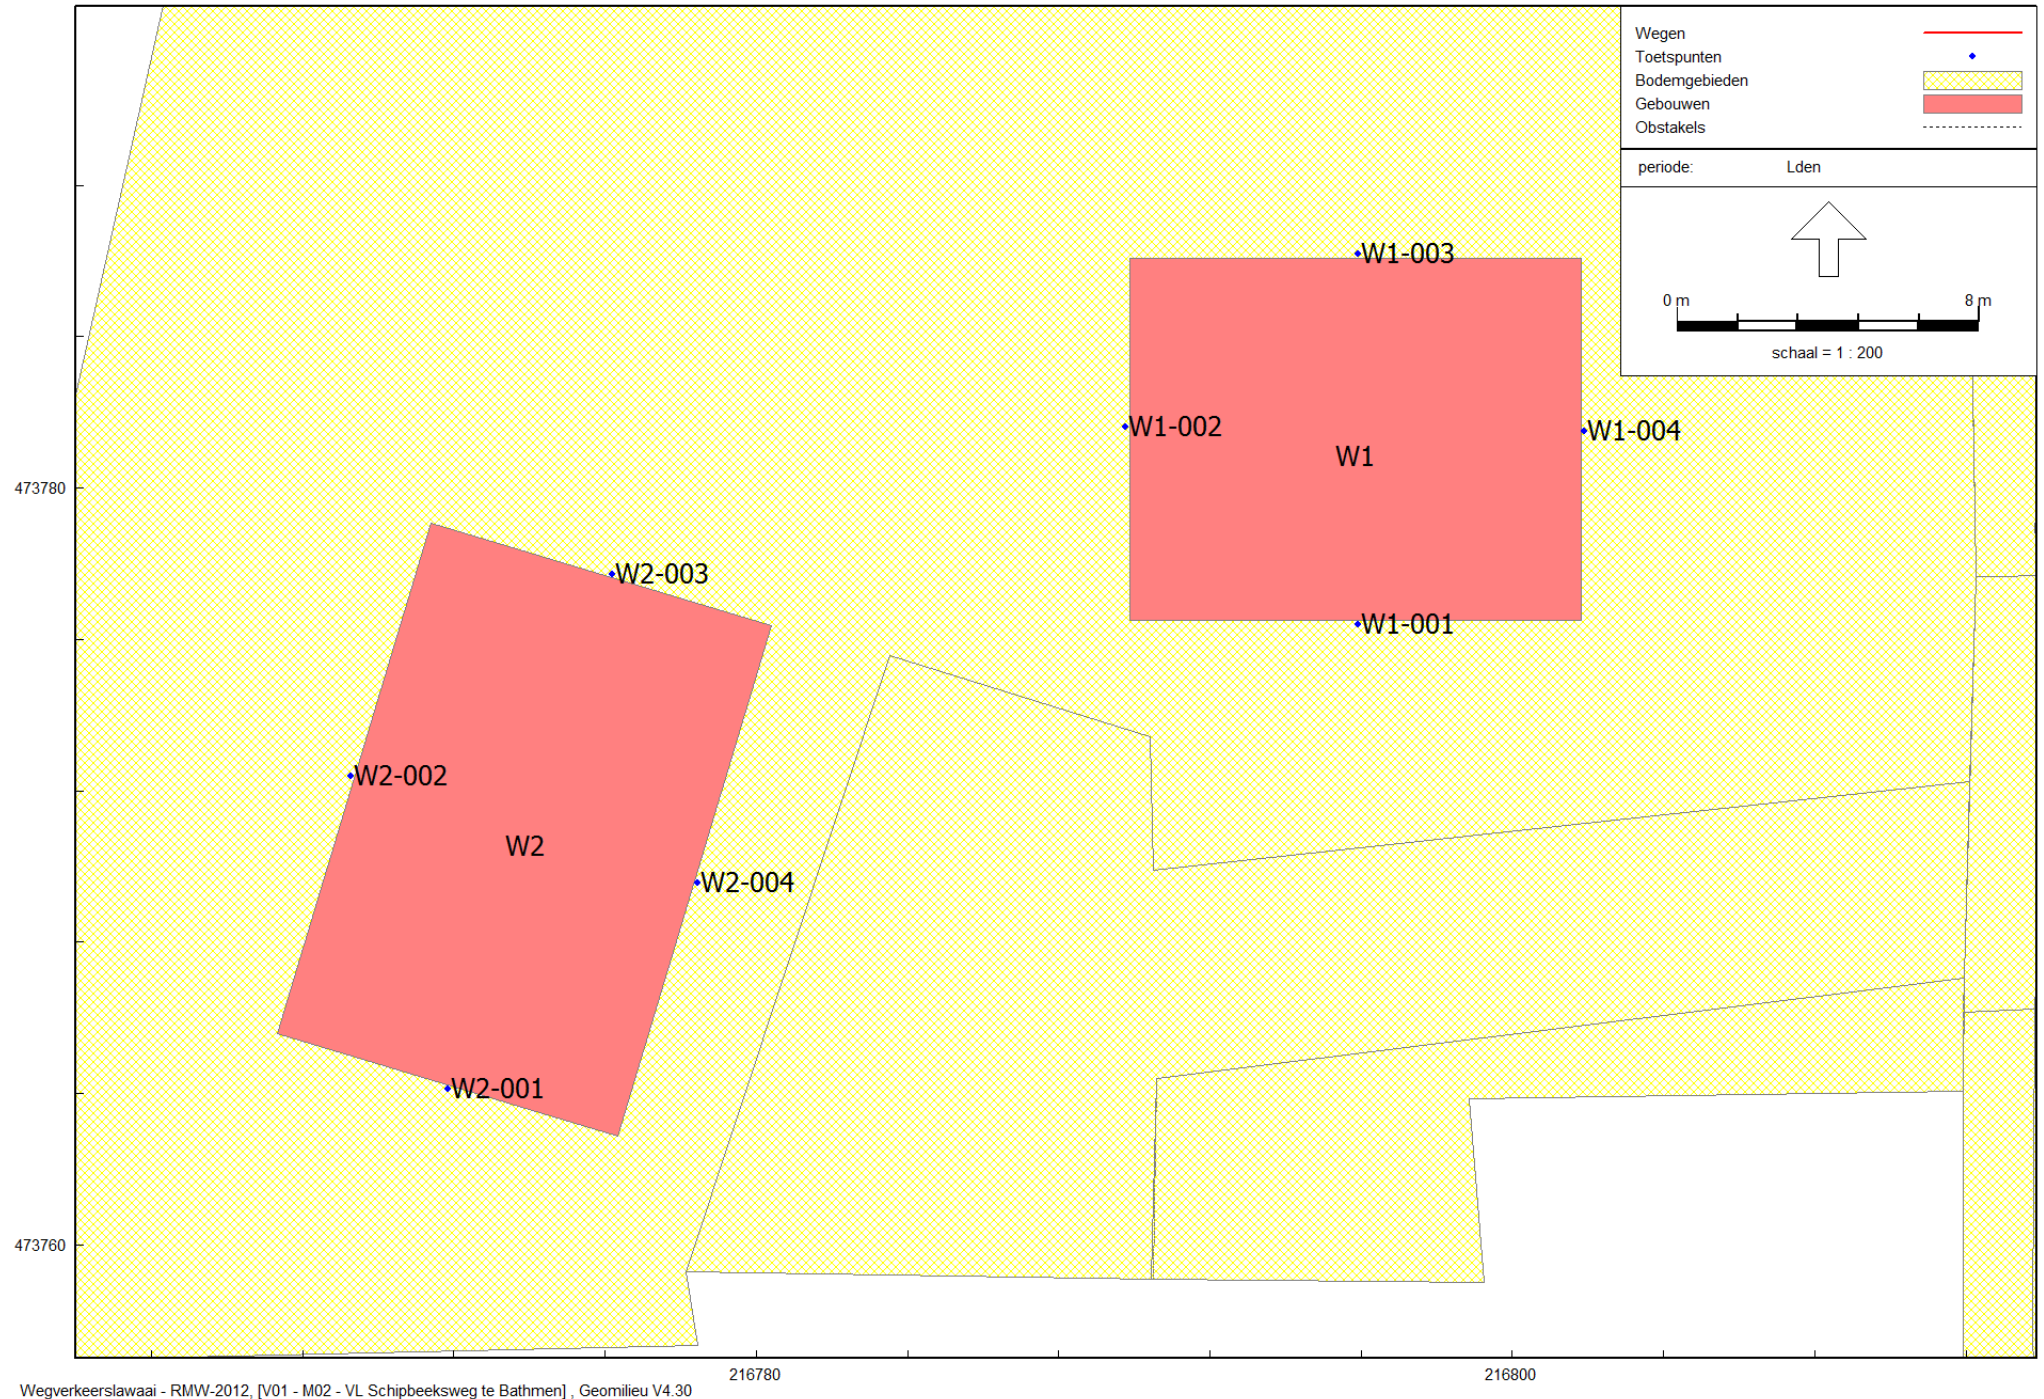 Wegen
Toetspunten
Bodemgebieden
Gebouwen
Obstakels
periode: Lden
0 m 8 m
schaal = 1 : 200
W1-003
W1-002
W1-004
W1
473780
W2-003
W1-001
W2-002
W2
W2-004
W2-001
473760
216780 216800
Wegverkeerslawaai - RMW-2012, [V01 - M02 - VL Schipbeeksweg te Bathmen] , Geomilieu V4.30